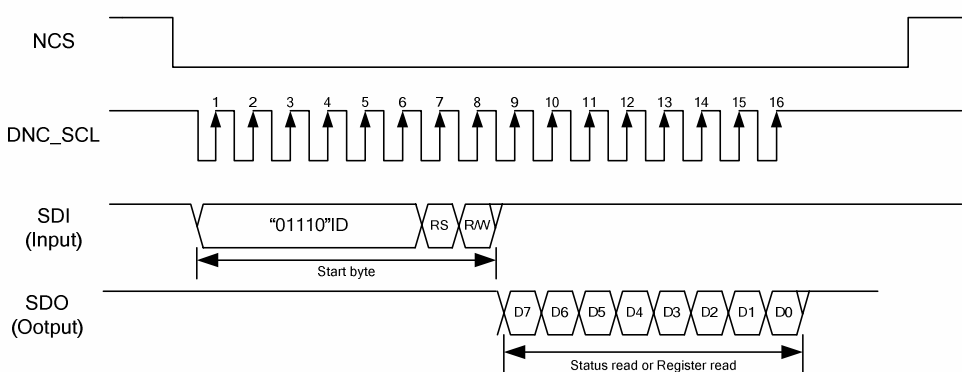 NCS
1 2 3 4 5 6 7 8 9 10 11 12 13 14 15 16
DNC_SCL
SDI
(Input)
“01110”ID RS R/W
Start byte
SDO
(Ootput)
D7 D6 D5 D4 D3 D2 D1 D0
Status read or Register read